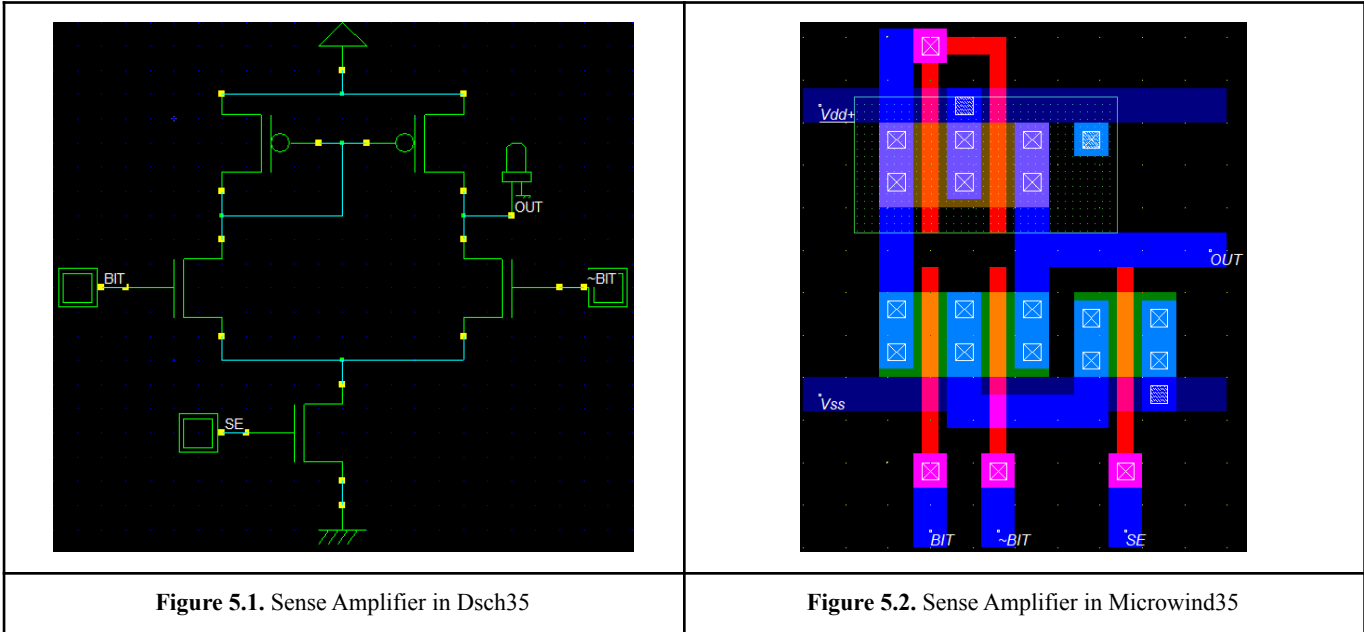 OUT
BIT
~BIT
SE
Vdd+
OUT
Vss
BIT
~BIT
SE
Figure 5.1. Sense Amplifier in Dsch35
Figure 5.2. Sense Amplifier in Microwind35